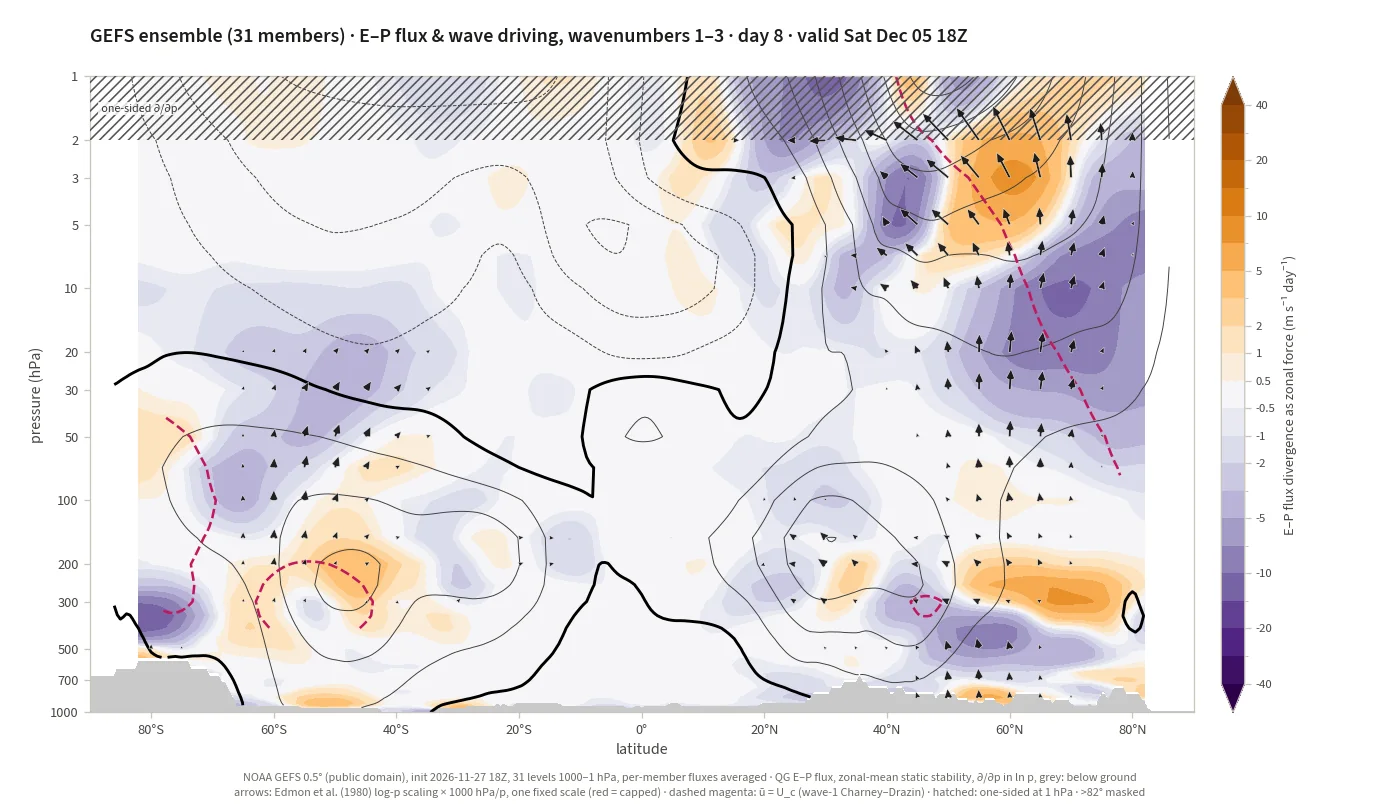 GEFS ensemble (31 members) · E–P flux & wave driving, wavenumbers 1–3 · day 8 · valid Sat Dec 05 18Z
one-sided ∂/∂p
pressure (hPa)
1
2
3
5
10
20
30
50
100
200
300
500
700
1000
80°S
60°S
40°S
20°S
0°
20°N
40°N
60°N
80°N
latitude
40
20
10
5
2
1
0.5
-0.5
-1
-2
-5
-10
-20
-40
E–P flux divergence as zonal force (m s⁻¹ day⁻¹)
NOAA GEFS 0.5° (public domain), init 2026-11-27 18Z, 31 levels 1000–1 hPa, per-member fluxes averaged · QG E–P flux, zonal-mean static stability, ∂/∂p in ln p, grey: below ground
arrows: Edmon et al. (1980) log-p scaling × 1000 hPa/p, one fixed scale (red = capped) · dashed magenta: ū = U_c (wave-1 Charney–Drazin) · hatched: one-sided at 1 hPa · >82° masked